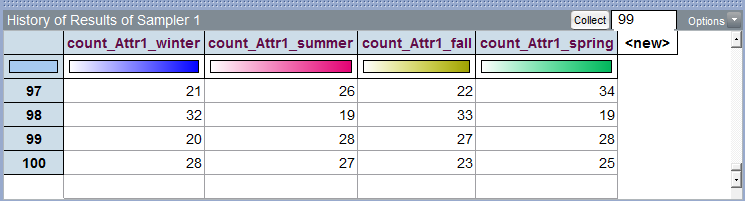 History of Results of Sampler 1 Collect 99 Options
count_Attr1_winter count_Attr1_summer count_Attr1_fall count_Attr1_spring <new>
97 21 26 22 34
98 32 19 33 19
99 20 28 27 28
100 28 27 23 25